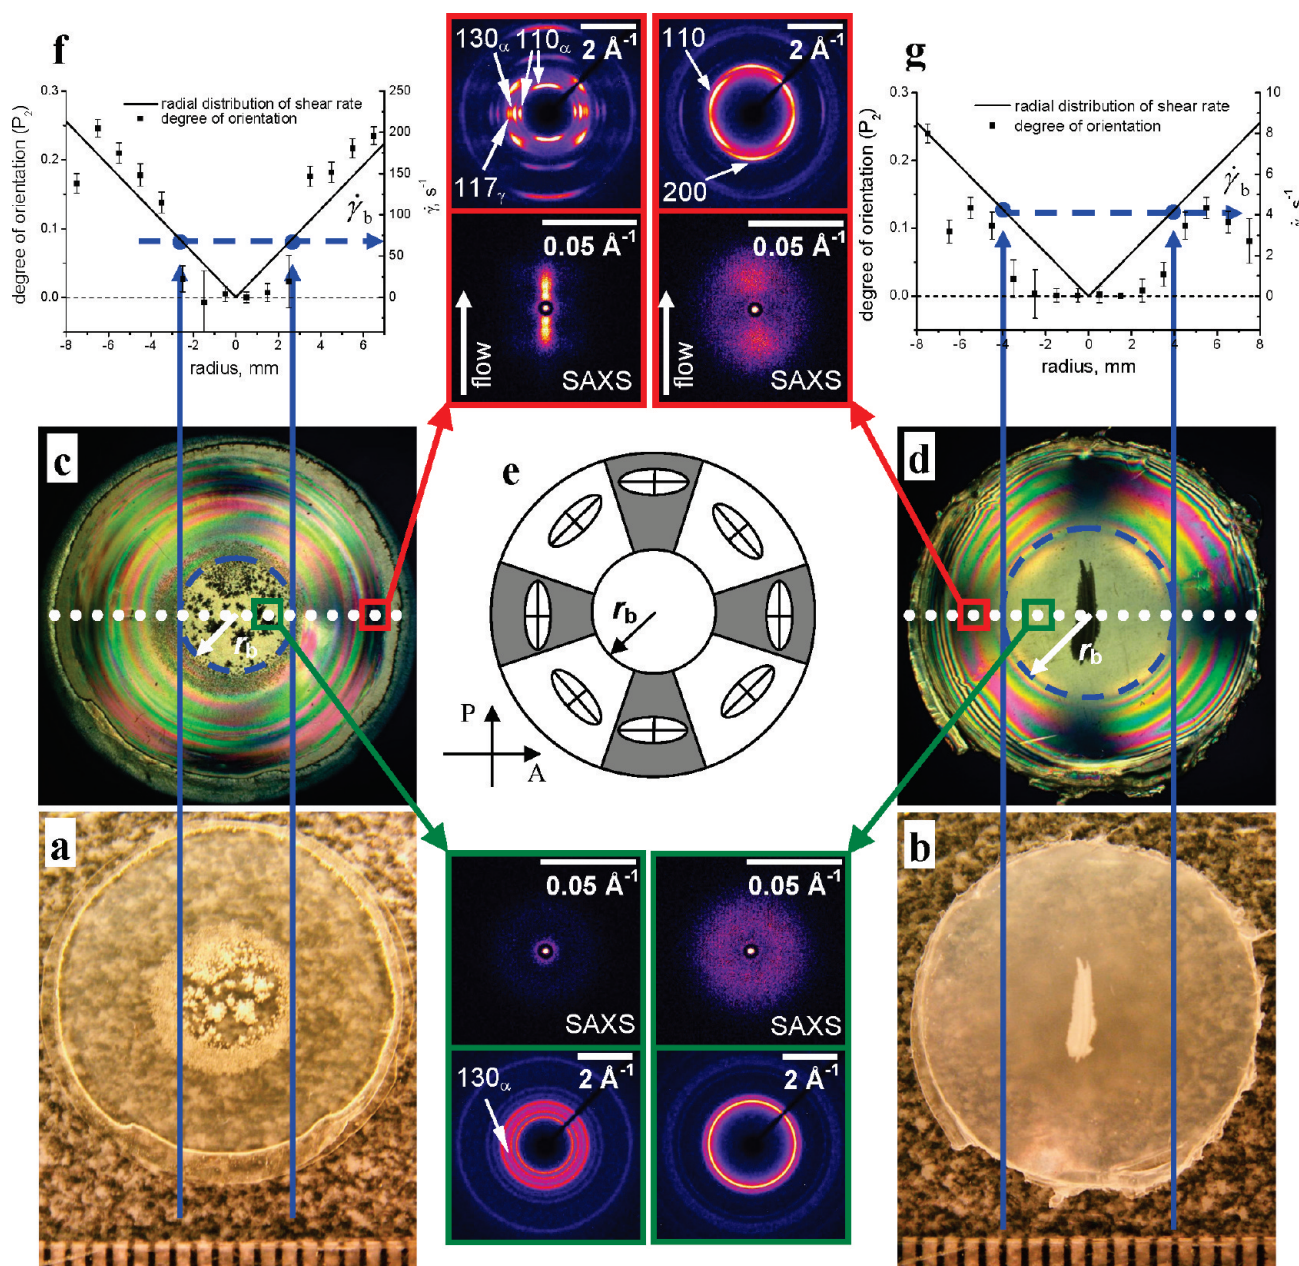 f
radial distribution of shear rate
degree of orientation
degree of orientation (P₂)
0.3
0.2
0.1
0.0
250
200
150
100
50
0
γ̇, s⁻¹
γ̇b
-8 -6 -4 -2 0 2 4 6
radius, mm
130α 110α
2 Å⁻¹
117γ
0.05 Å⁻¹
flow
SAXS
110
2 Å⁻¹
200
0.05 Å⁻¹
flow
SAXS
g
radial distribution of shear rate
degree of orientation
degree of orientation (P₂)
0.3
0.2
0.1
0.0
10
8
6
4
2
0
s⁻¹
γ̇b
-8 -6 -4 -2 0 2 4 6 8
radius, mm
c
rb
e
rb
P
A
d
rb
a
0.05 Å⁻¹
SAXS
130α
2 Å⁻¹
0.05 Å⁻¹
SAXS
2 Å⁻¹
b